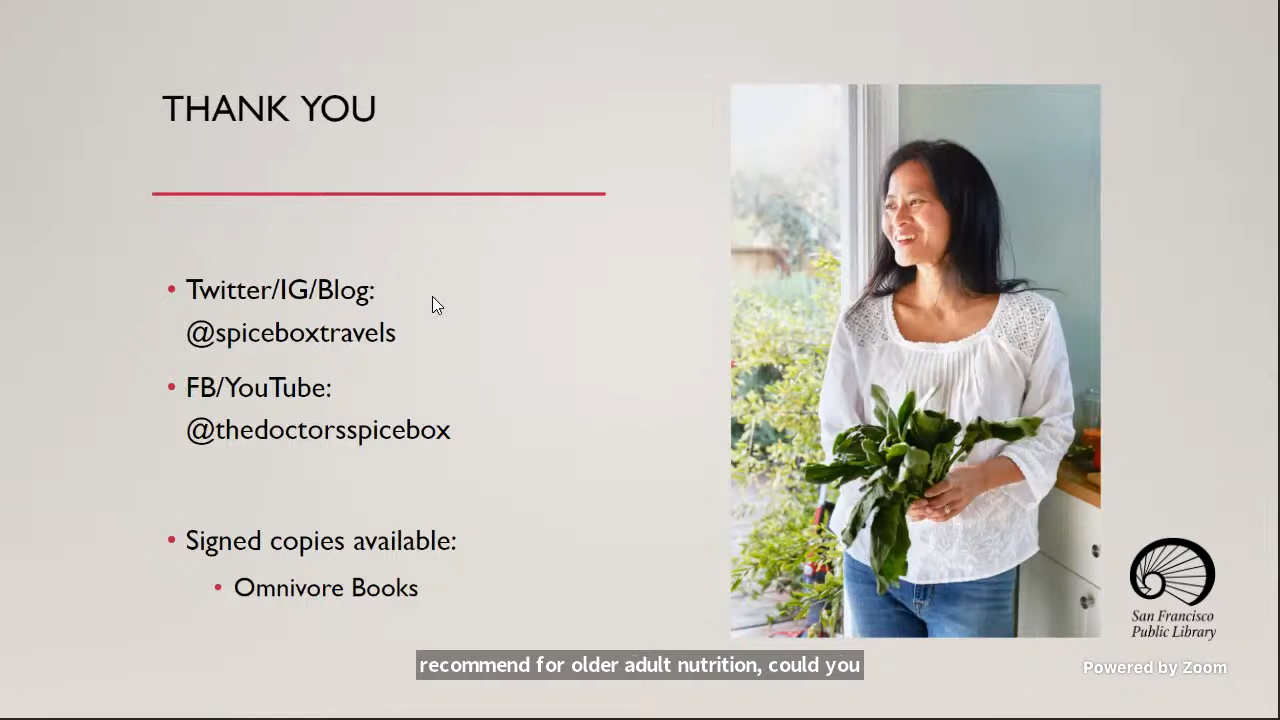 THANK YOU
Twitter/IG/Blog:
@spiceboxtravels
FB/YouTube:
@thedoctorsspicebox
Signed copies available:
Omnivore Books
San Francisco
Public Library
recommend for older adult nutrition, could you
Powered by Zoom